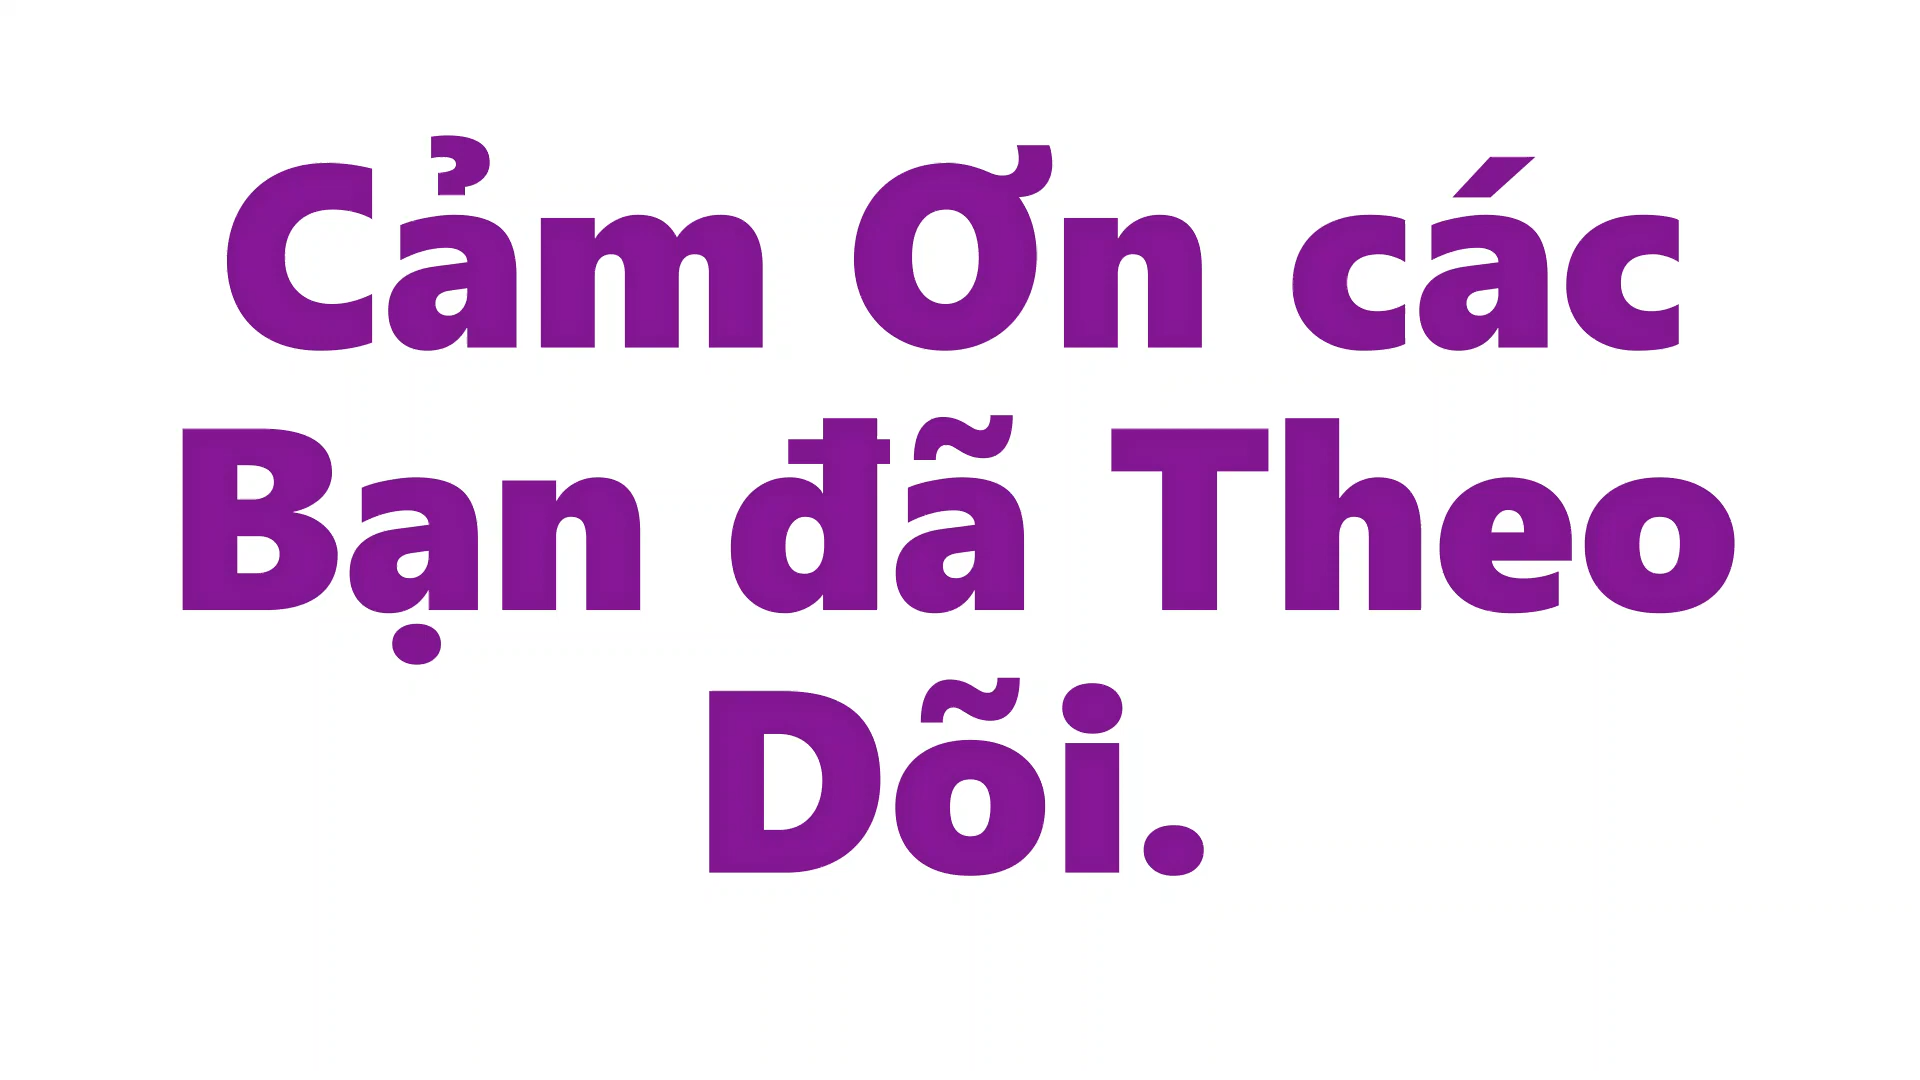 Cảm Ơn các
Bạn đã Theo
Dõi.